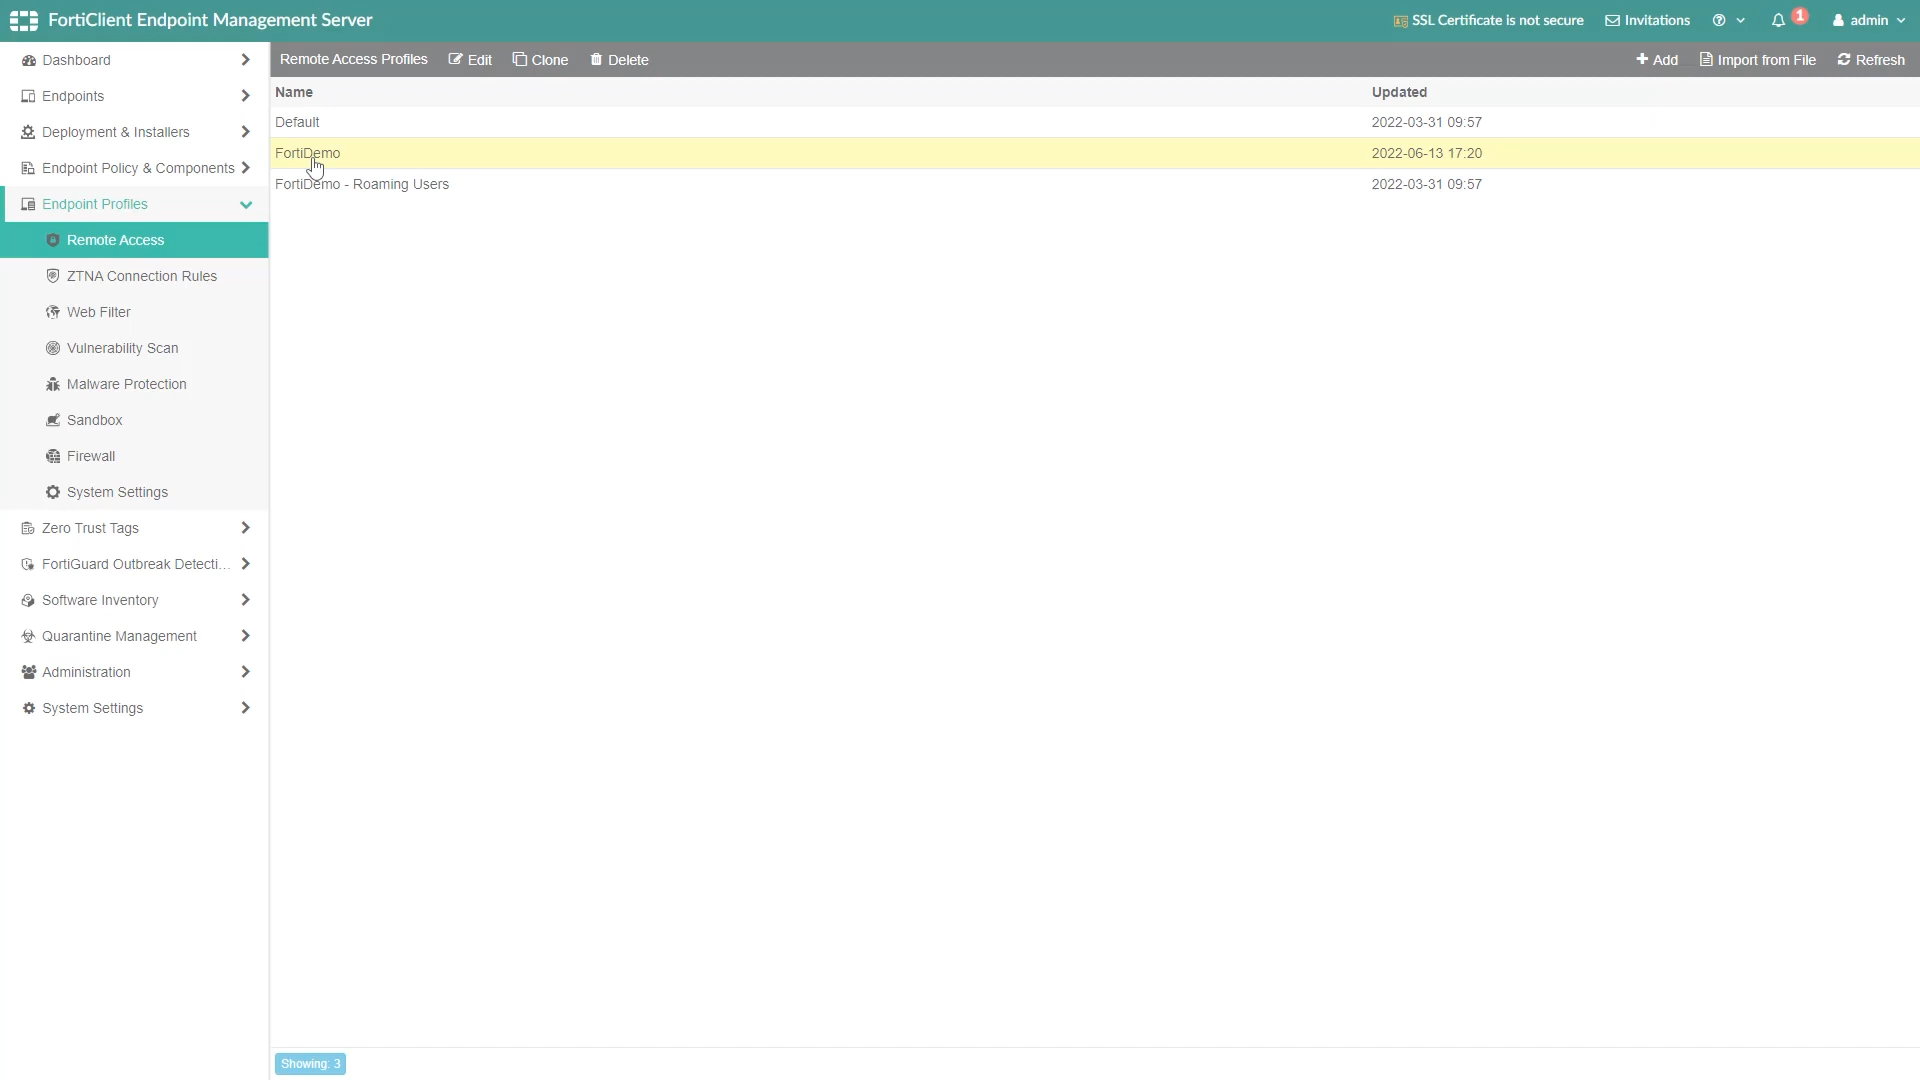 FortiClient Endpoint Management Server
SSL Certificate is not secure
Invitations
1
admin
Dashboard
Endpoints
Deployment & Installers
Endpoint Policy & Components
Endpoint Profiles
Remote Access
ZTNA Connection Rules
Web Filter
Vulnerability Scan
Malware Protection
Sandbox
Firewall
System Settings
Zero Trust Tags
FortiGuard Outbreak Detecti...
Software Inventory
Quarantine Management
Administration
System Settings
Remote Access Profiles Edit Clone Delete
Add Import from File Refresh
Name Updated
Default 2022-03-31 09:57
FortiDemo 2022-06-13 17:20
FortiDemo - Roaming Users 2022-03-31 09:57
Showing: 3